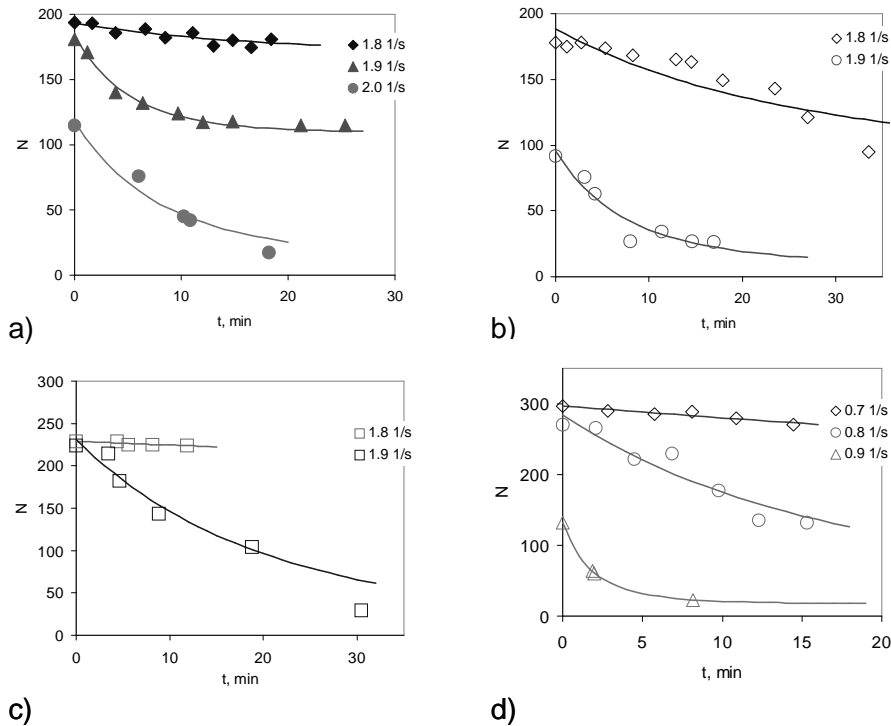 200
150
100
50
0
N
0 10 20 30
t, min
1.8 1/s
1.9 1/s
2.0 1/s
a)
200
150
100
50
0
N
0 10 20 30
t, min
1.8 1/s
1.9 1/s
b)
300
250
200
150
100
50
0
N
0 10 20 30
t, min
1.8 1/s
1.9 1/s
c)
300
200
100
0
N
0 5 10 15 20
t, min
0.7 1/s
0.8 1/s
0.9 1/s
d)